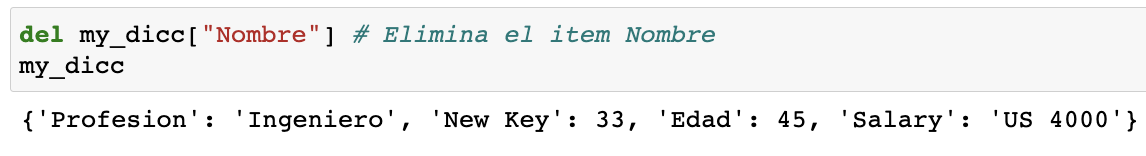 del my_dicc["Nombre"] # Elimina el item Nombre
my_dicc
{'Profesion': 'Ingeniero', 'New Key': 33, 'Edad': 45, 'Salary': 'US 4000'}